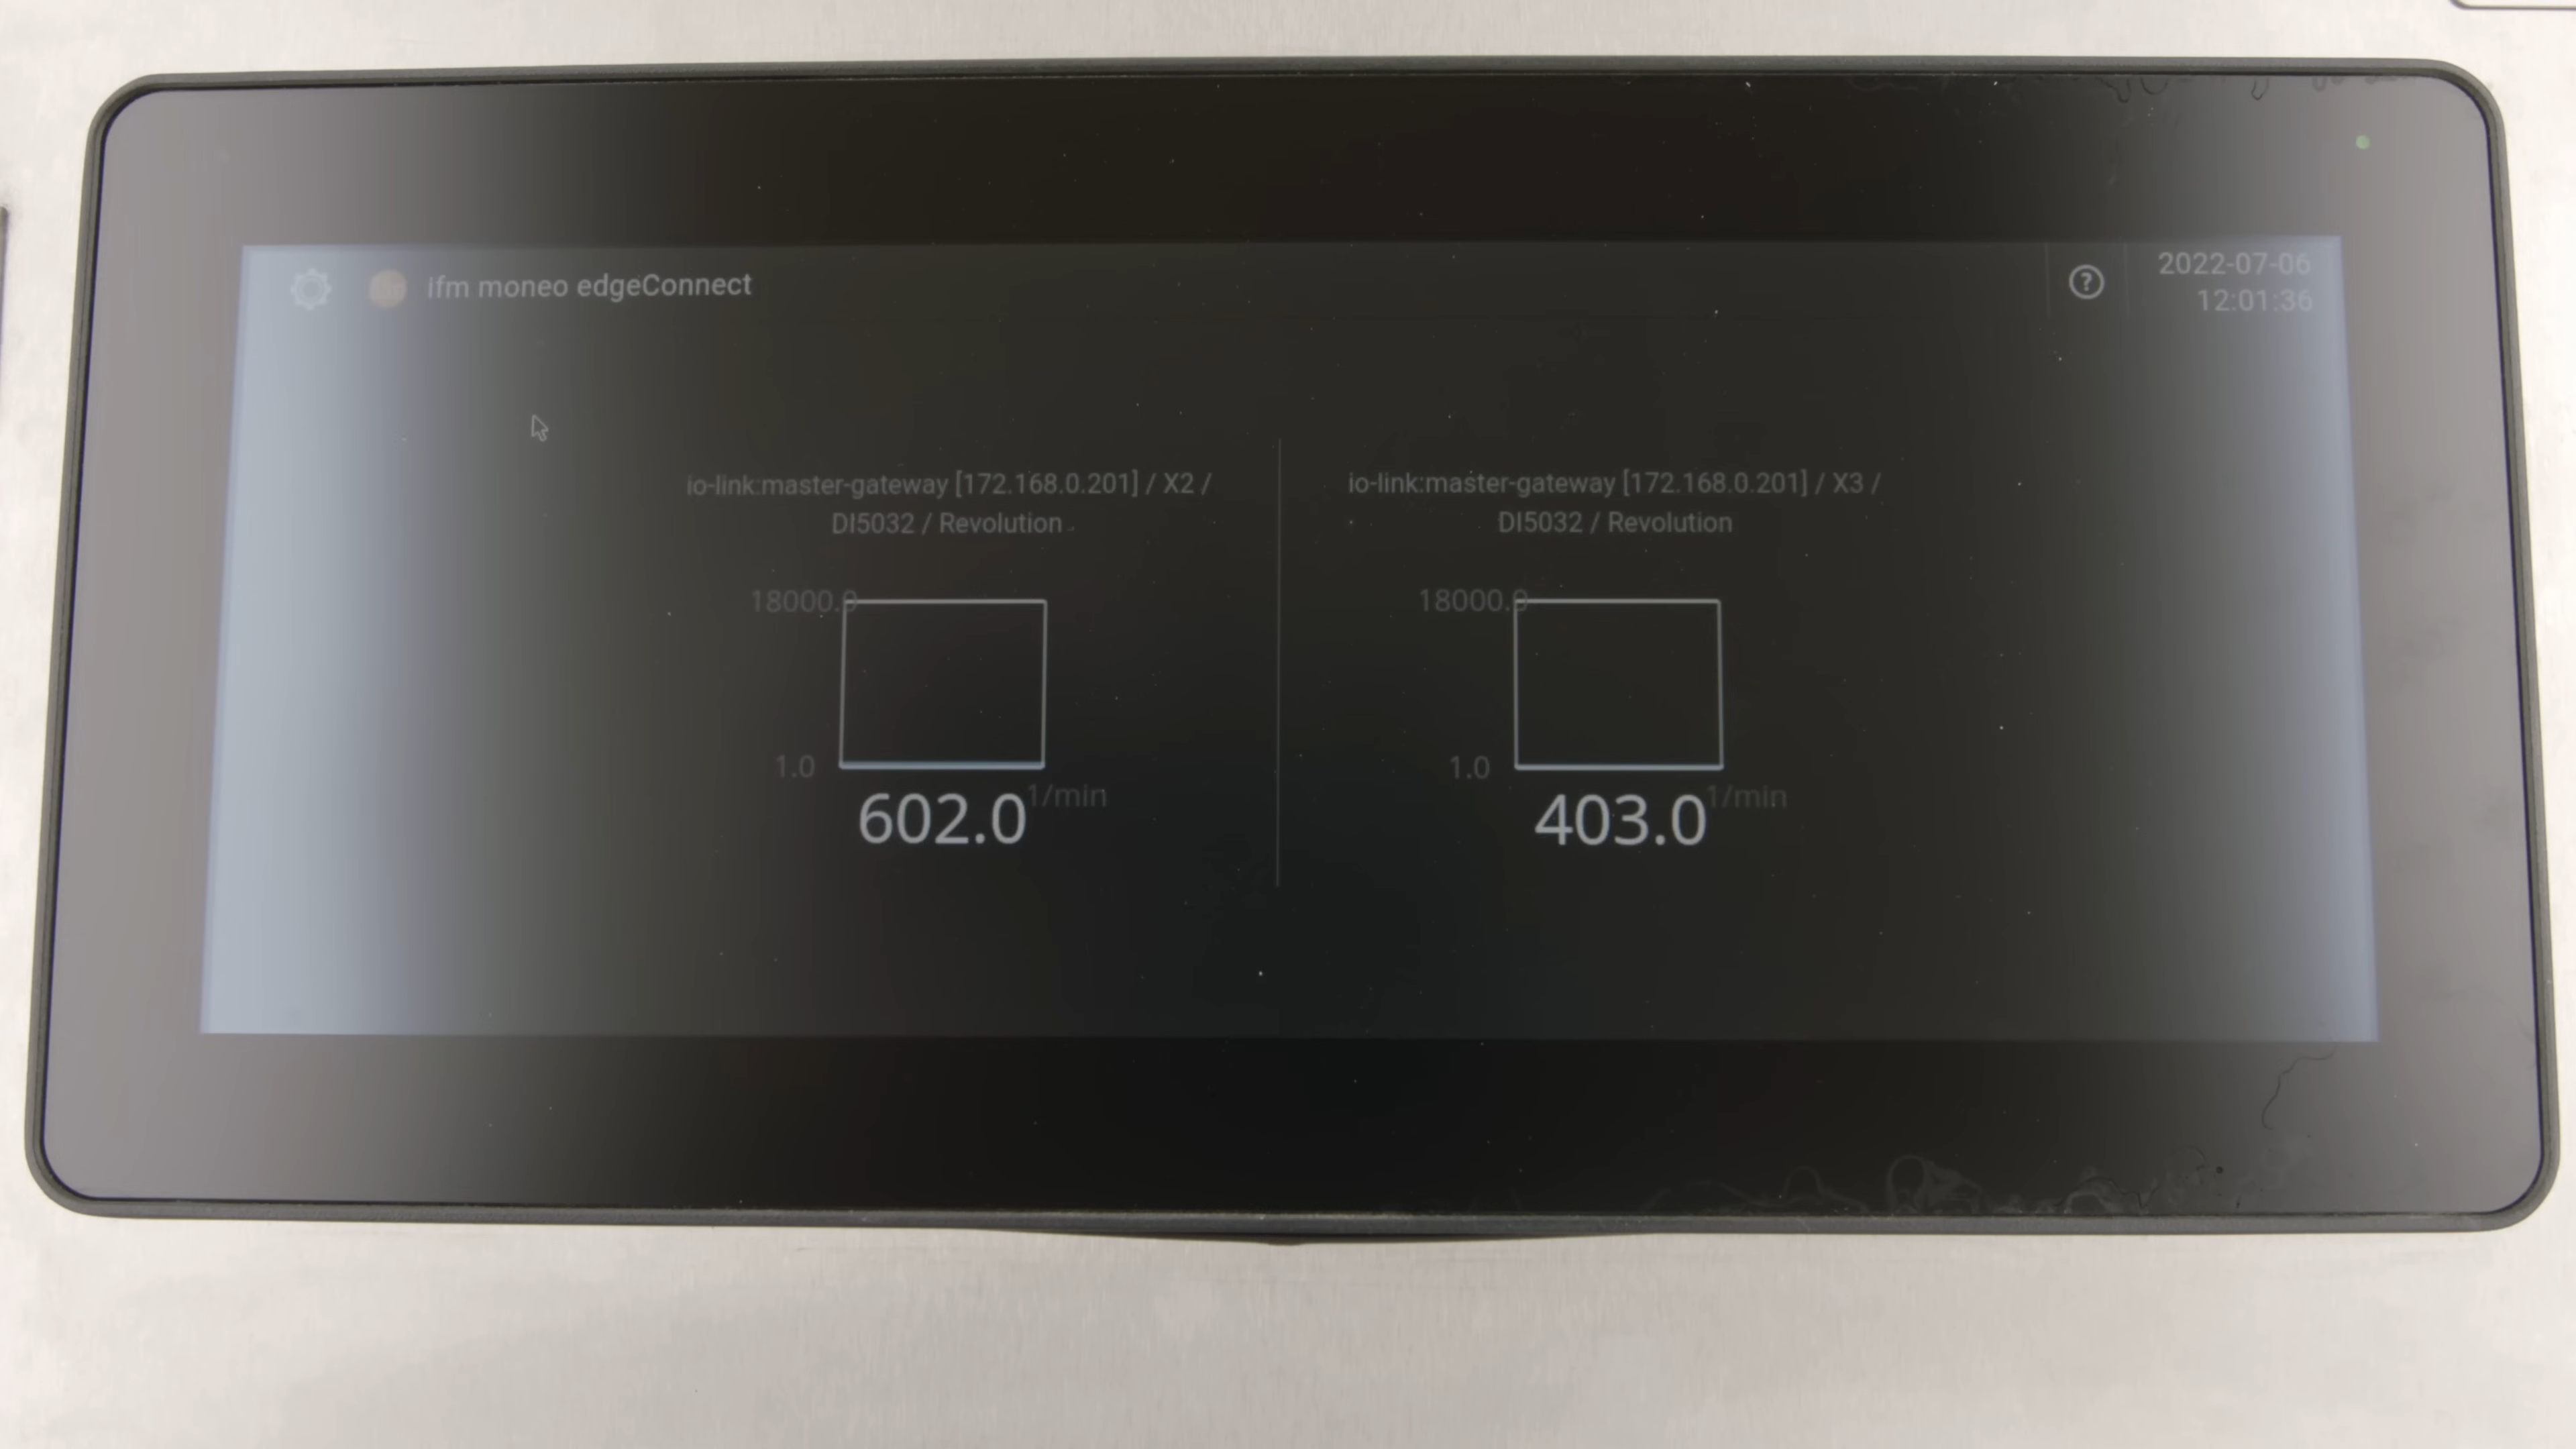 ifm moneo edgeConnect
2022-07-06
12:01:36
io-link:master-gateway [172.168.0.201] / X2 /
DI5032 / Revolution
18000.0
1.0
602.0 1/min
io-link:master-gateway [172.168.0.201] / X3 /
DI5032 / Revolution
18000.0
1.0
403.0 1/min